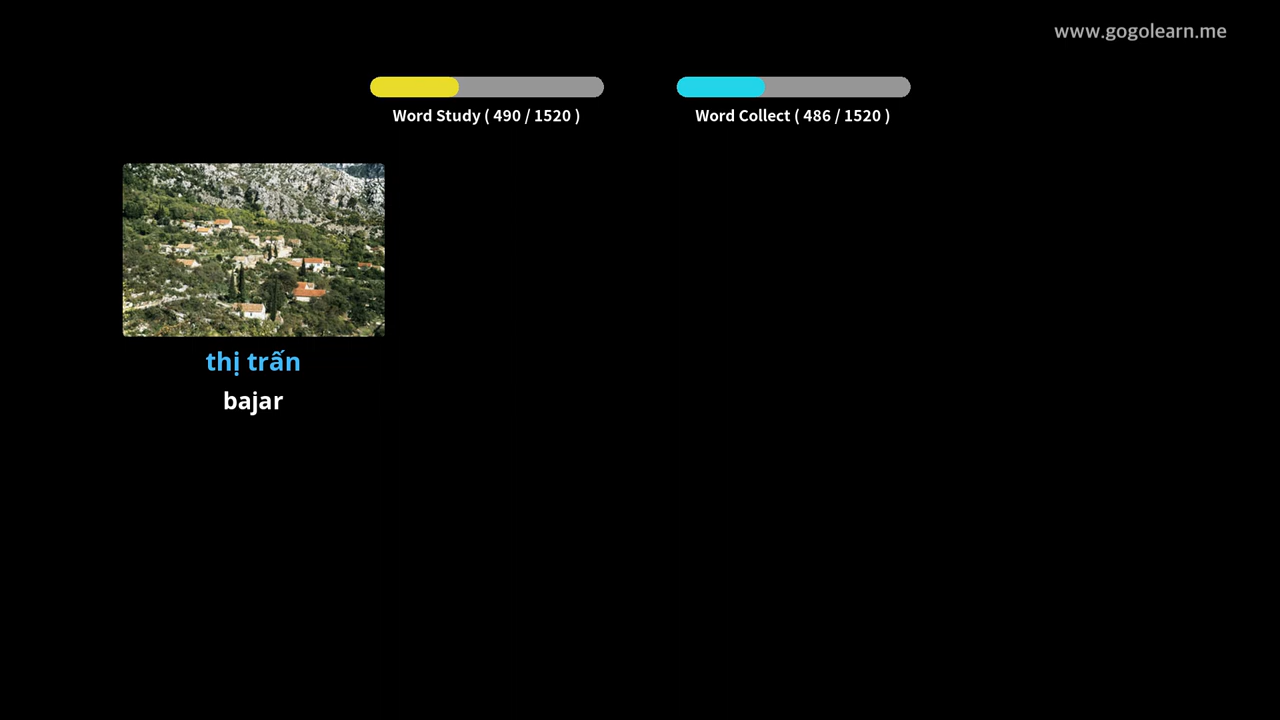 www.gogolearn.me
Word Study ( 490 / 1520 )
Word Collect ( 486 / 1520 )
thị trấn
bajar